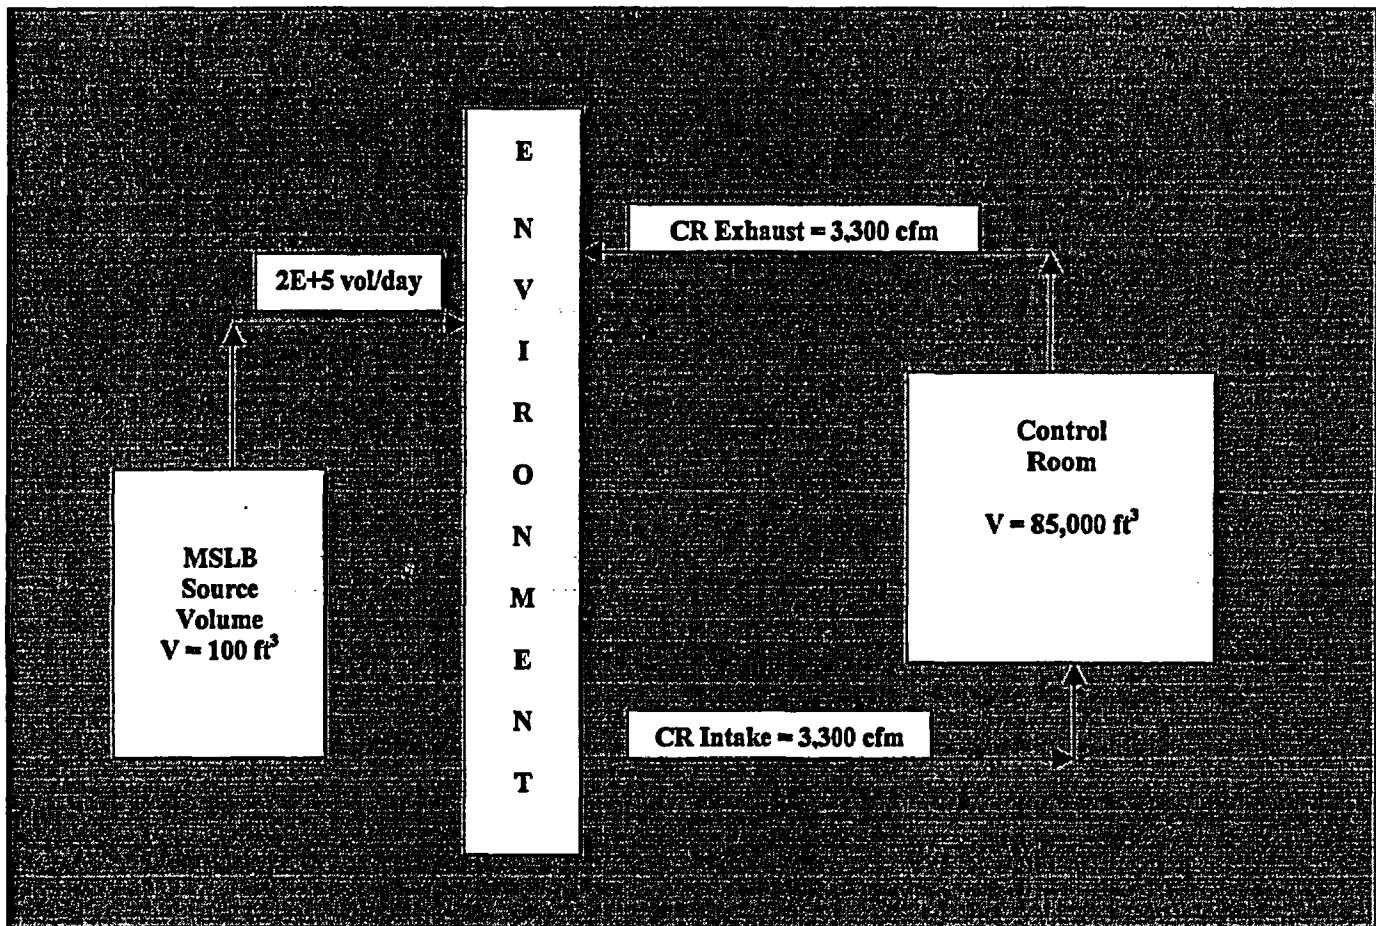 E
N
V
I
R
O
N
M
E
N
T
CR Exhaust = 3,300 cfm
2E+5 vol/day
Control
Room
V = 85,000 ft³
MSLB
Source
Volume
V = 100 ft³
CR Intake = 3,300 cfm